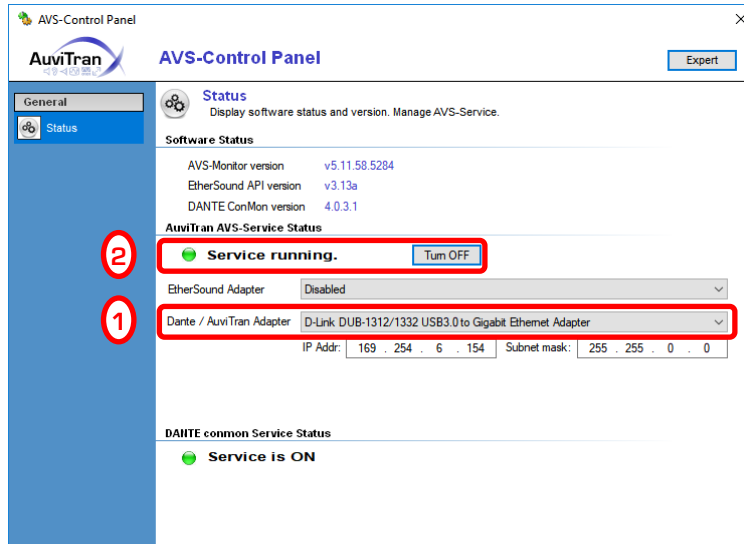 AVS-Control Panel
AuviTran
AVS-Control Panel
Expert
General
Status
Status
Display software status and version. Manage AVS-Service.
Software Status
AVS-Monitor version v5.11.58.5284
EtherSound API version v3.13a
DANTE ConMon version 4.0.3.1
AuviTran AVS-Service Status
2 Service running. Turn OFF
EtherSound Adapter Disabled
1 Dante / AuviTran Adapter D-Link DUB-1312/1332 USB3.0 to Gigabit Ethernet Adapter
IP Addr: 169 . 254 . 6 . 154 Subnet mask: 255 . 255 . 0 . 0
DANTE conmon Service Status
Service is ON